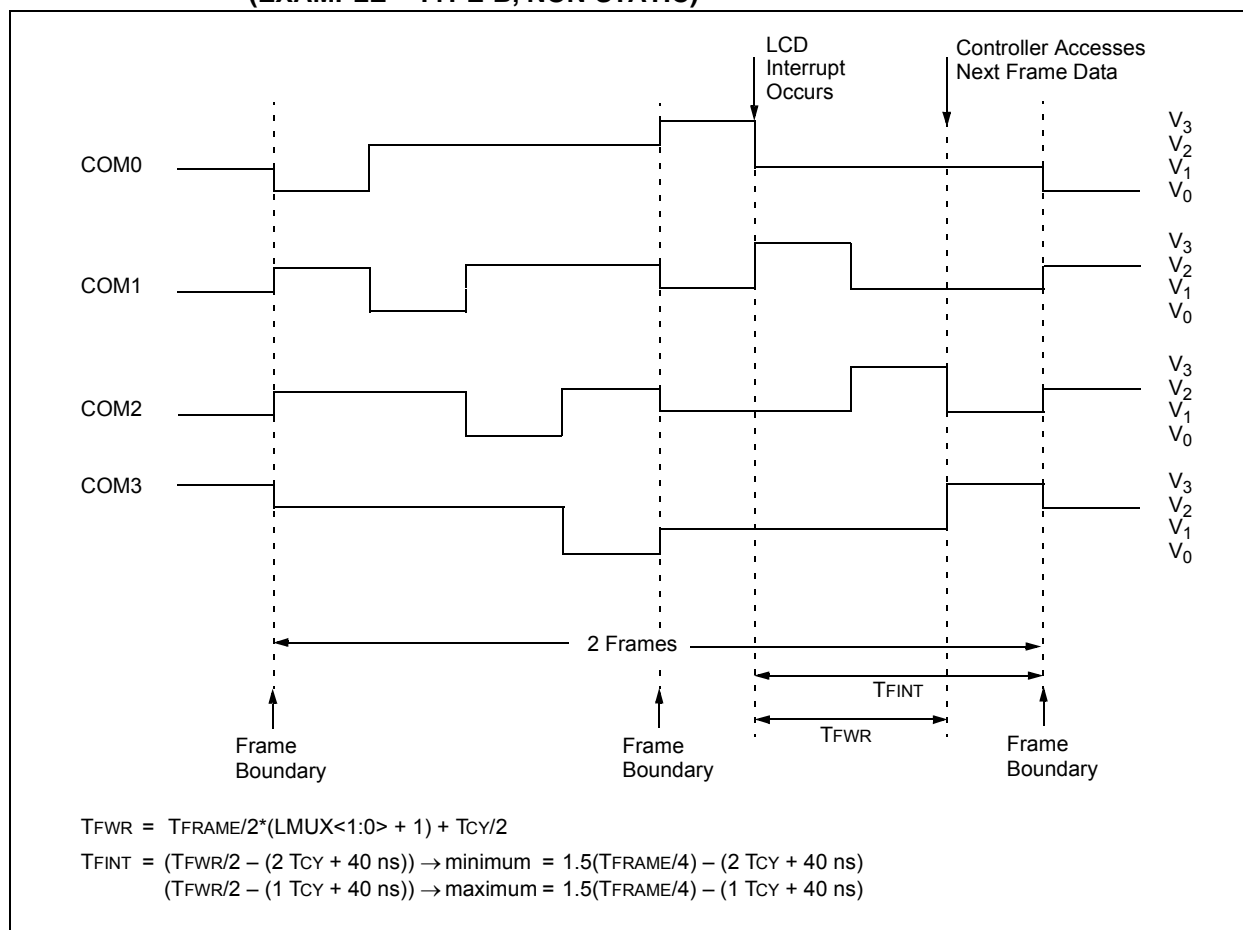 (EXAMPLE – TYPE-B, NON-STATIC)
LCD
Interrupt
Occurs
Controller Accesses
Next Frame Data
COM0
V3
V2
V1
V0
COM1
V3
V2
V1
V0
COM2
V3
V2
V1
V0
COM3
V3
V2
V1
V0
2 Frames
TFINT
TFWR
Frame
Boundary
Frame
Boundary
Frame
Boundary
TFWR = TFRAME/2*(LMUX<1:0> + 1) + TCY/2
TFINT = (TFWR/2 – (2 TCY + 40 ns)) → minimum = 1.5(TFRAME/4) – (2 TCY + 40 ns)
(TFWR/2 – (1 TCY + 40 ns)) → maximum = 1.5(TFRAME/4) – (1 TCY + 40 ns)